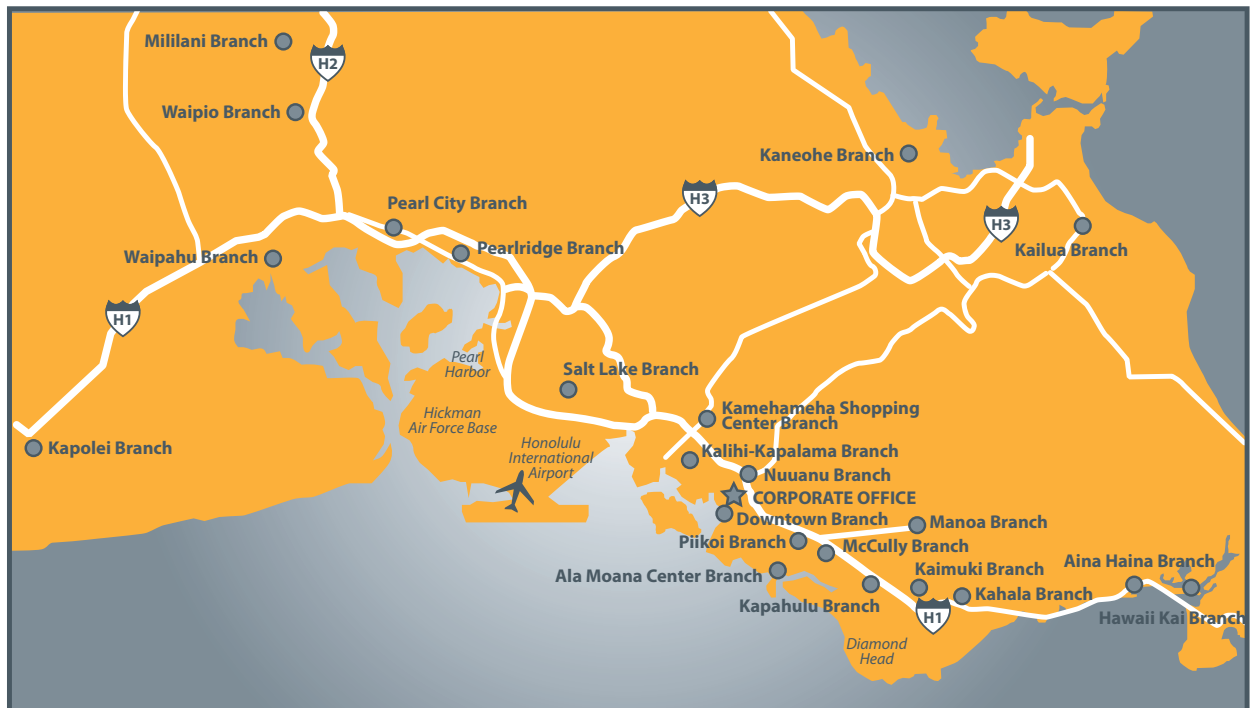 Mililani Branch
H2
Waipio Branch
Kaneohe Branch
H3
Pearl City Branch
H3
Pearlridge Branch
Kailua Branch
Waipahu Branch
H1
Pearl
Harbor
Salt Lake Branch
Hickman
Air Force Base
Kamehameha Shopping
Center Branch
Honolulu
International
Airport
Kapolei Branch
Kalihi-Kapalama Branch
Nuuanu Branch
CORPORATE OFFICE
Downtown Branch
Manoa Branch
Piikoi Branch
McCully Branch
Aina Haina Branch
Kaimuki Branch
Ala Moana Center Branch
Kahala Branch
Kapahulu Branch
H1
Hawaii Kai Branch
Diamond
Head